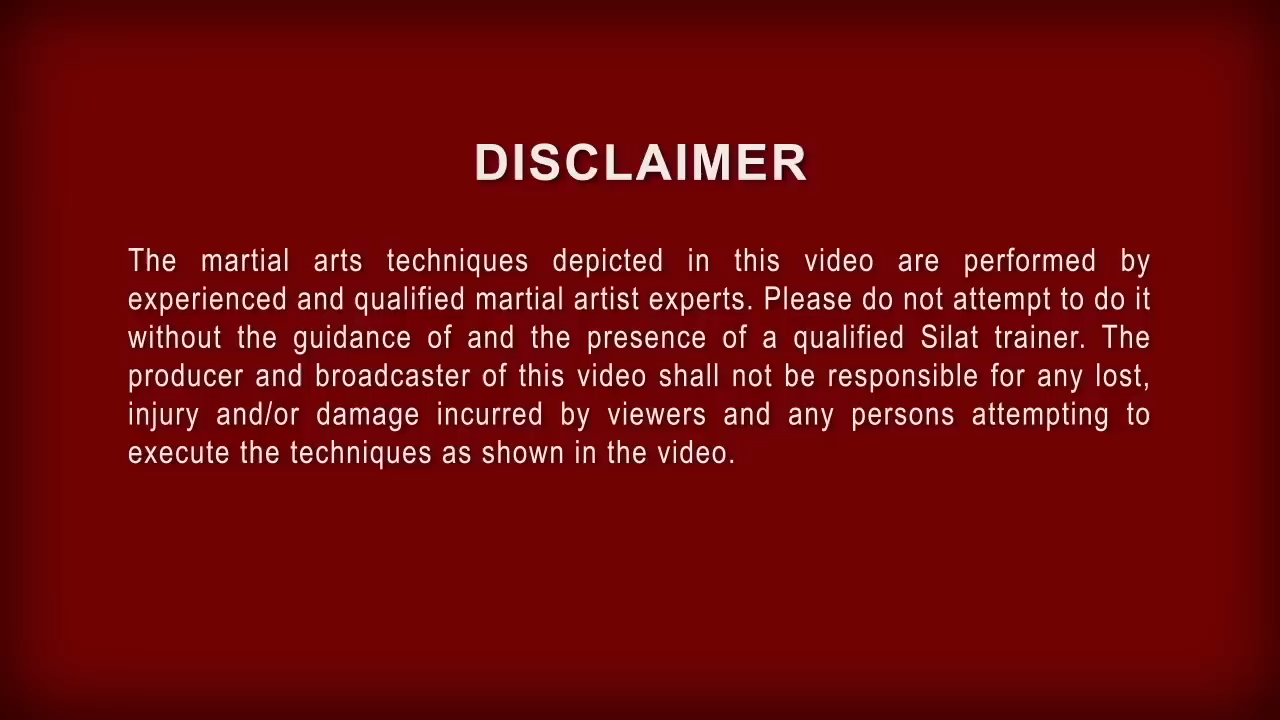 DISCLAIMER
The martial arts techniques depicted in this video are performed by
experienced and qualified martial artist experts. Please do not attempt to do it
without the guidance of and the presence of a qualified Silat trainer. The
producer and broadcaster of this video shall not be responsible for any lost,
injury and/or damage incurred by viewers and any persons attempting to
execute the techniques as shown in the video.